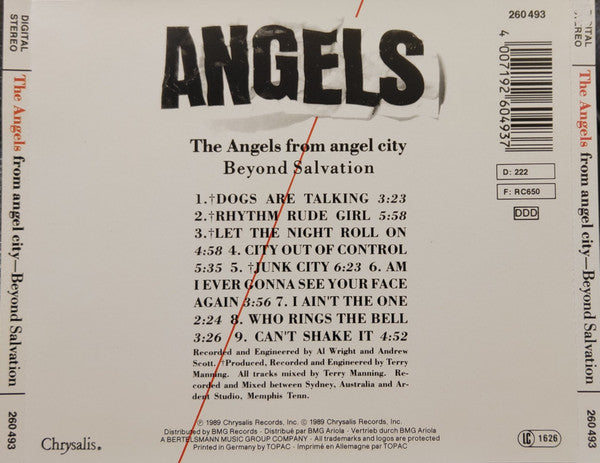 DIGITAL
STEREO
The Angels from angel city—Beyond Salvation
260 493
ANGELS
The Angels from angel city
Beyond Salvation
1.†DOGS ARE TALKING 3:23
2.†RHYTHM RUDE GIRL 5:58
3.†LET THE NIGHT ROLL ON
4:58 4. CITY OUT OF CONTROL
5:35 5. †JUNK CITY 6:23 6. AM
I EVER GONNA SEE YOUR FACE
AGAIN 3:56 7. I AIN'T THE ONE
2:24 8. WHO RINGS THE BELL
3:26 9. CAN'T SHAKE IT 4:52
Recorded and Engineered by Al Wright and Andrew
Scott. †Produced, Recorded and Engineered by Terry
Manning. All tracks mixed by Terry Manning. Re-
corded and Mixed between Sydney, Australia and Ar-
dent Studio, Memphis Tenn.
℗ 1989 Chrysalis Records, Inc. © 1989 Chrysalis Records, Inc.
Distributed by BMG Records · Distribué par BMG Ariola · Vertrieb durch BMG Ariola
A BERTELSMANN MUSIC GROUP COMPANY · All trademarks and logos are protected
Printed in Germany by TOPAC · Imprimé en Allemagne par TOPAC
Chrysalis®
260 493
4 007192 604937
D: 222
F: RC650
DDD
LC 1626
DIGITAL
STEREO
The Angels from angel city—Beyond Salvation
260 493